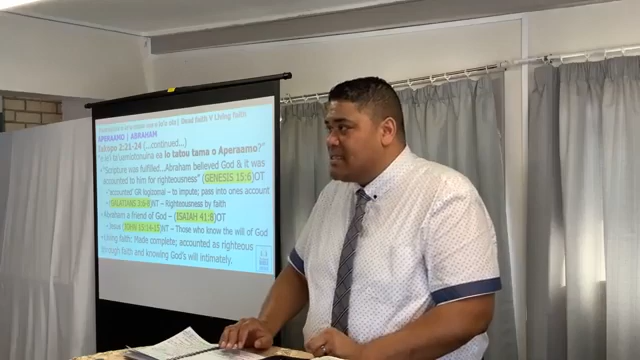 Dead faith V Living faith
APERAAMO | ABRAHAM
Iakopo 2:21-24 (...continued...)
lo tatou tama o Aperaamo?"
"Scripture was fulfilled...Abraham believed God & it was
accounted to him for righteousness" (GENESIS 15:6)OT
- 'accounted' GR logizomai – to impute; pass into ones account
NT – Righteousness by faith
Abraham a friend of God – (ISAIAH 41:8)OT
- Jesus (JOHN 15:14-15)NT – Those who know the will of God
Living faith: Made complete; accounted as righteous
through faith and knowing God's will intimately.